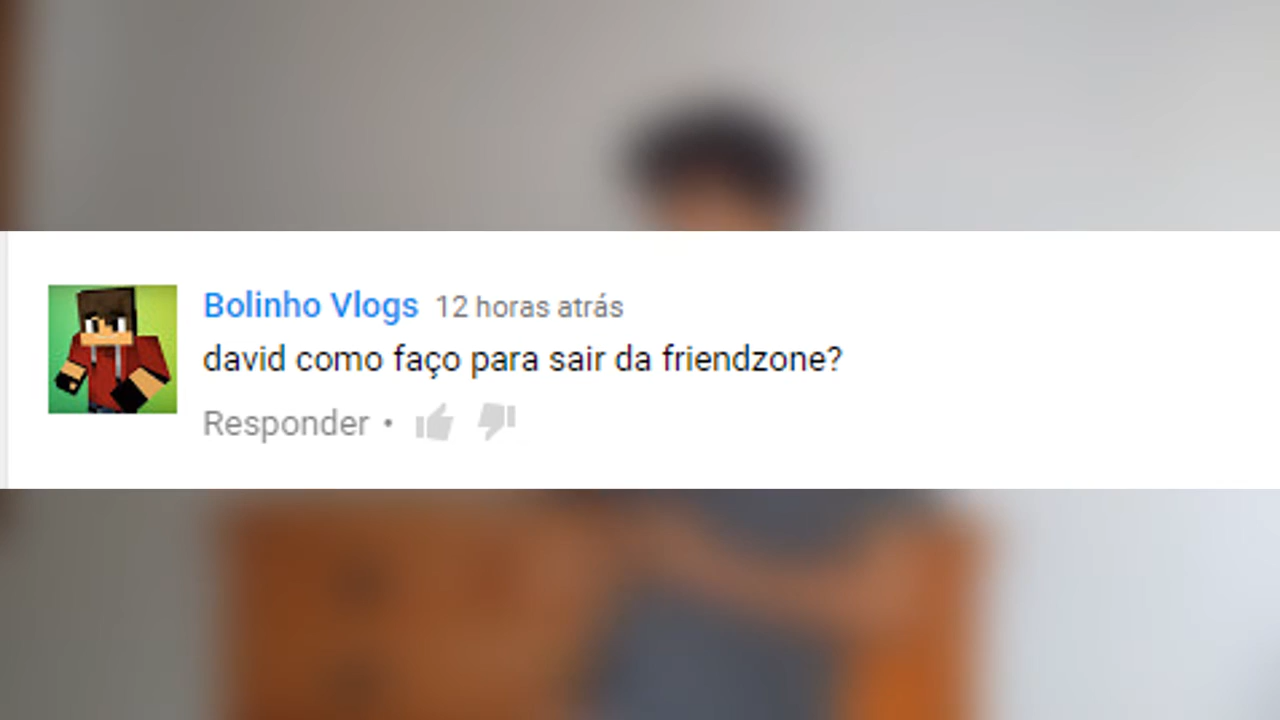 Bolinho Vlogs 12 horas atrás
david como faço para sair da friendzone?
Responder •